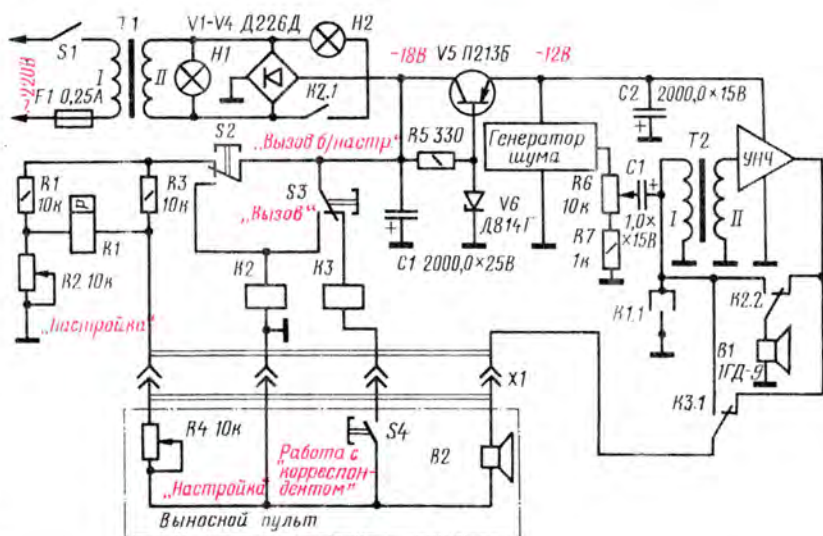 T1
V1-V4 Д226Д
H2
S1
I
II
H1
-18В
V5 П213Б
-12В
~220В
F1 0,25А
K2.1
C2
2000,0×15В
S2
"Вызов б/настр."
R5 330
Генератор
шума
T2
УНЧ
R1
10к
P
R3
10к
S3
"Вызов"
V6
Д814Г
R6
10к
C1
1,0×
×15В
I
II
K1
R7
1к
R2 10к
K2
K3
C1 2000,0×25В
"Настройка"
K1.1
K2.2
B1
1ГД-9
X1
K3.1
R4 10к
S4
B2
"Работа с
корреспон-
дентом"
"Настройка"
Выносной пульт